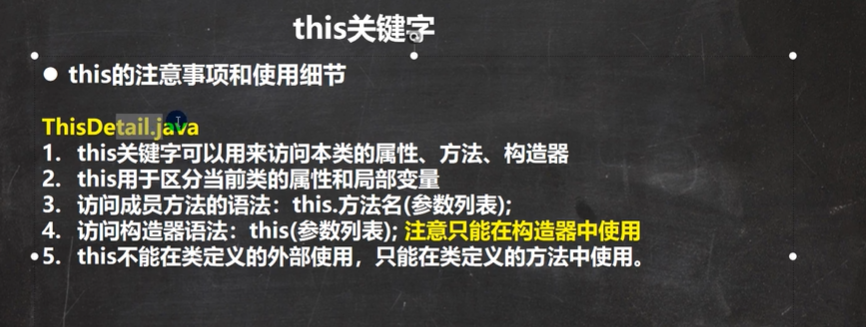 this关键字
● this的注意事项和使用细节
ThisDetail.java
1. this关键字可以用来访问本类的属性、方法、构造器
2. this用于区分当前类的属性和局部变量
3. 访问成员方法的语法：this.方法名(参数列表);
4. 访问构造器语法：this(参数列表); 注意只能在构造器中使用
5. this不能在类定义的外部使用，只能在类定义的方法中使用。